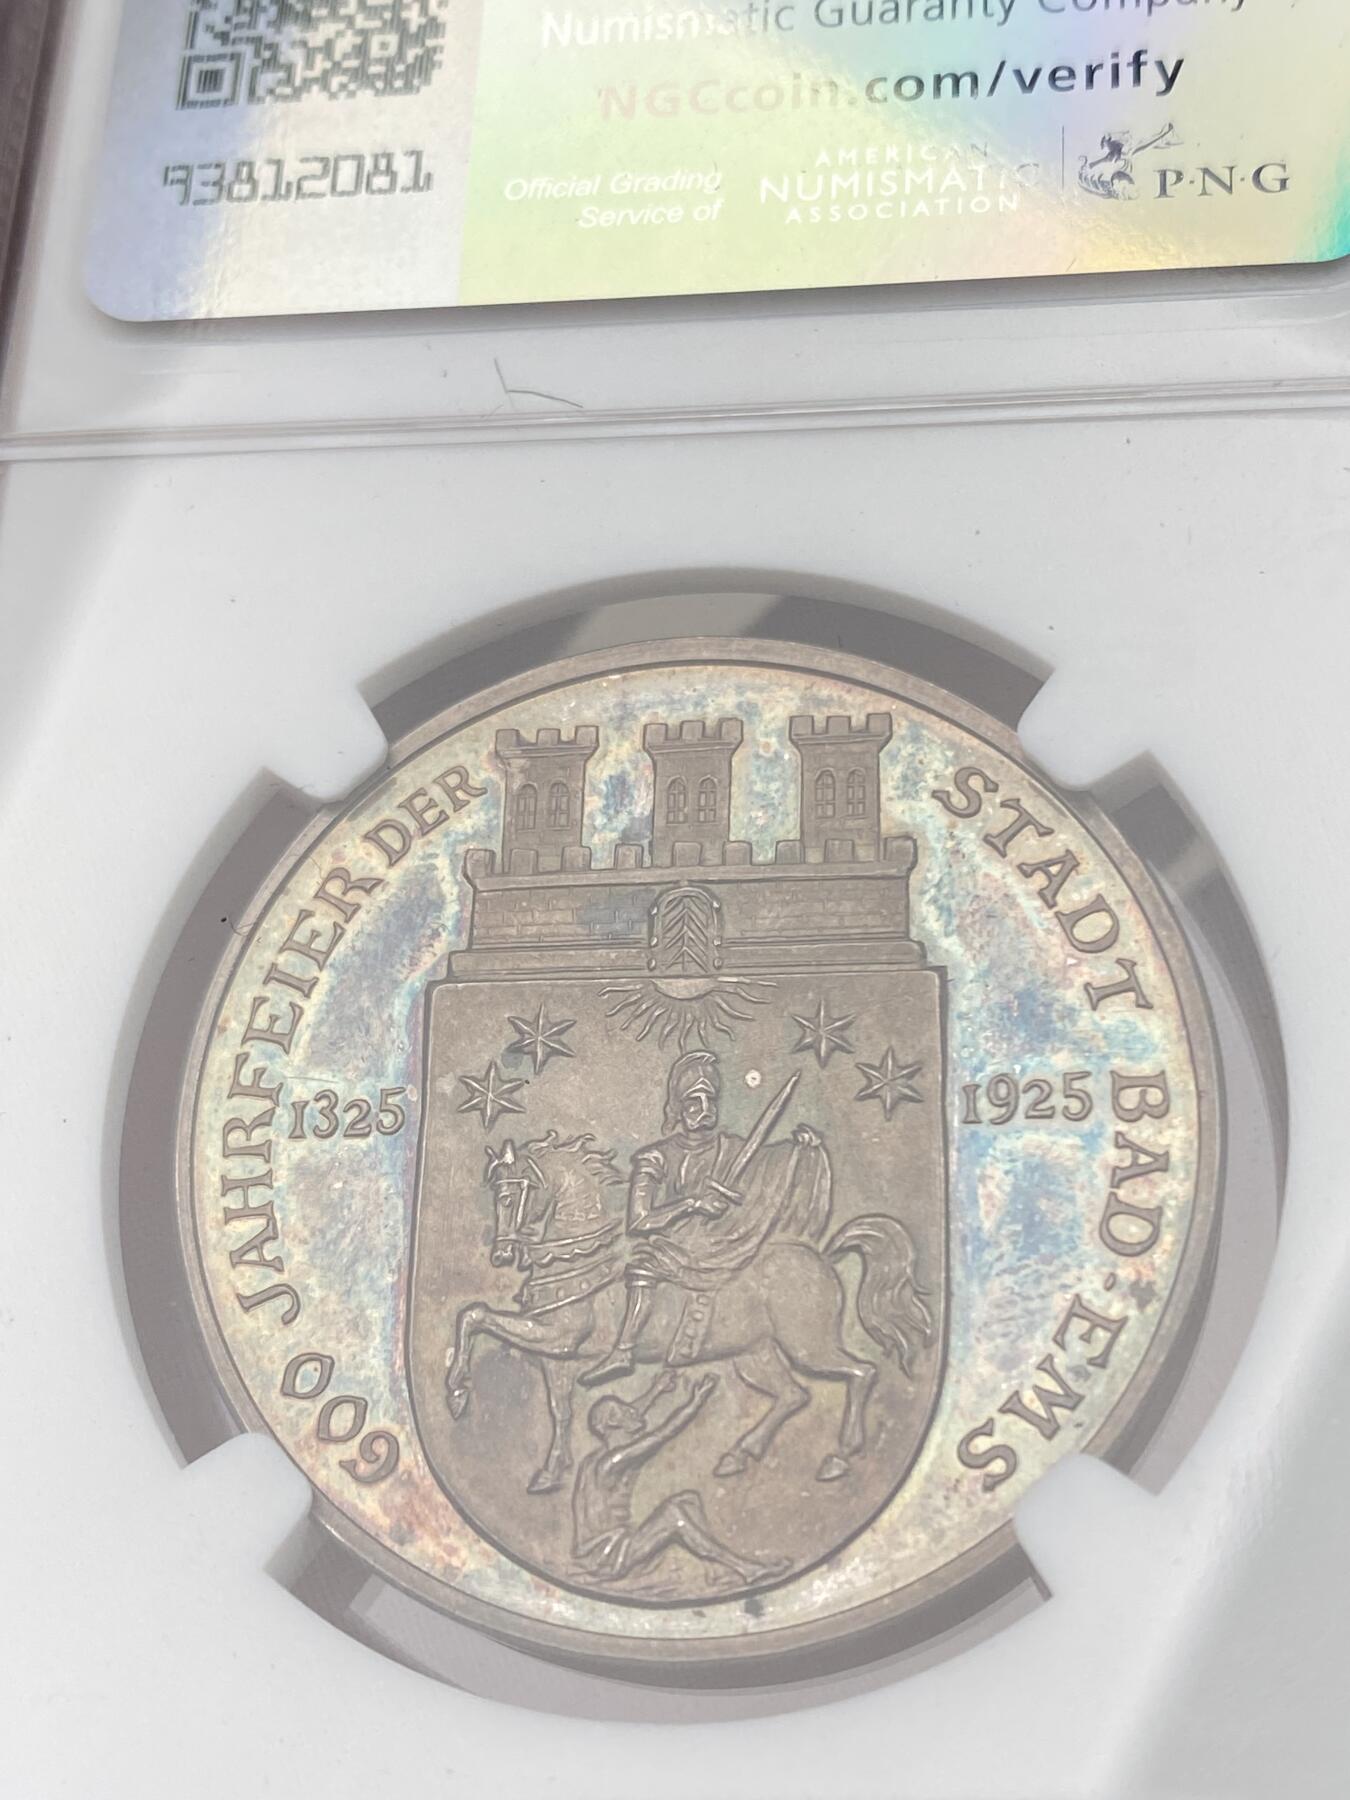 Numismatic Guaranty Company
NGCcoin.com/verify
93812081
Official Grading
Service of
AMERICAN
NUMISMATIC
ASSOCIATION
P·N·G
600 JAHRFEIER DER STADT BAD·EMS
1325
1925